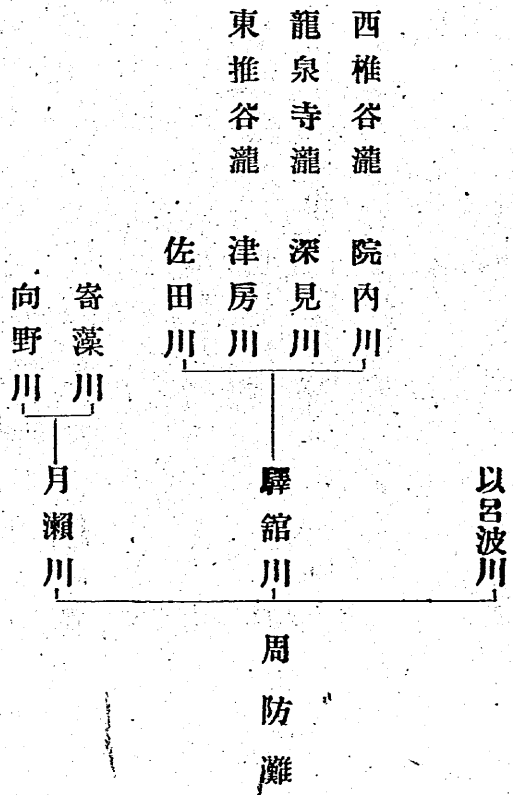 以呂波川
西椎谷瀧
院內川
龍泉寺瀧
深見川
東推谷瀧
津房川
佐田川
驛舘川
寄藻川
向野川
月瀨川
周防灘